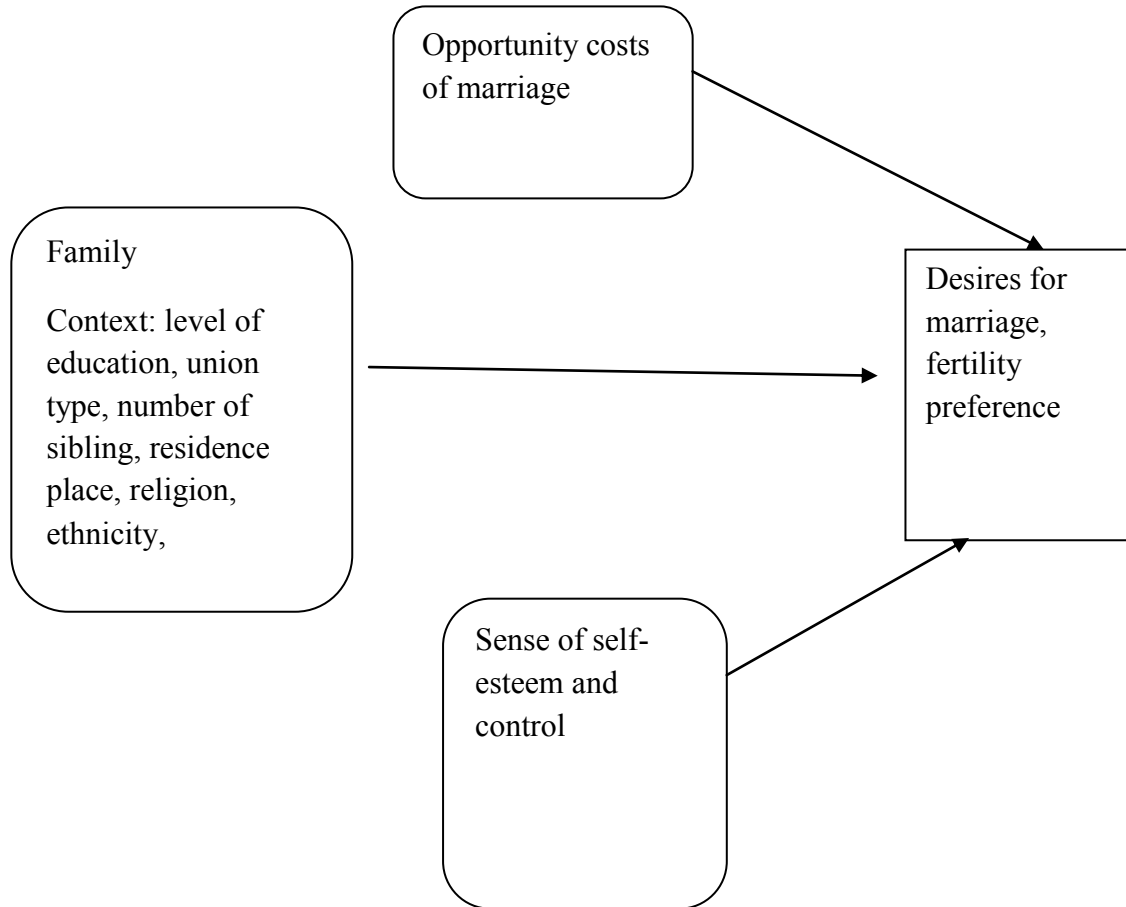 Opportunity costs
of marriage
Family
Context: level of
education, union
type, number of
sibling, residence
place, religion,
ethnicity,
Desires for
marriage,
fertility
preference
Sense of self-
esteem and
control